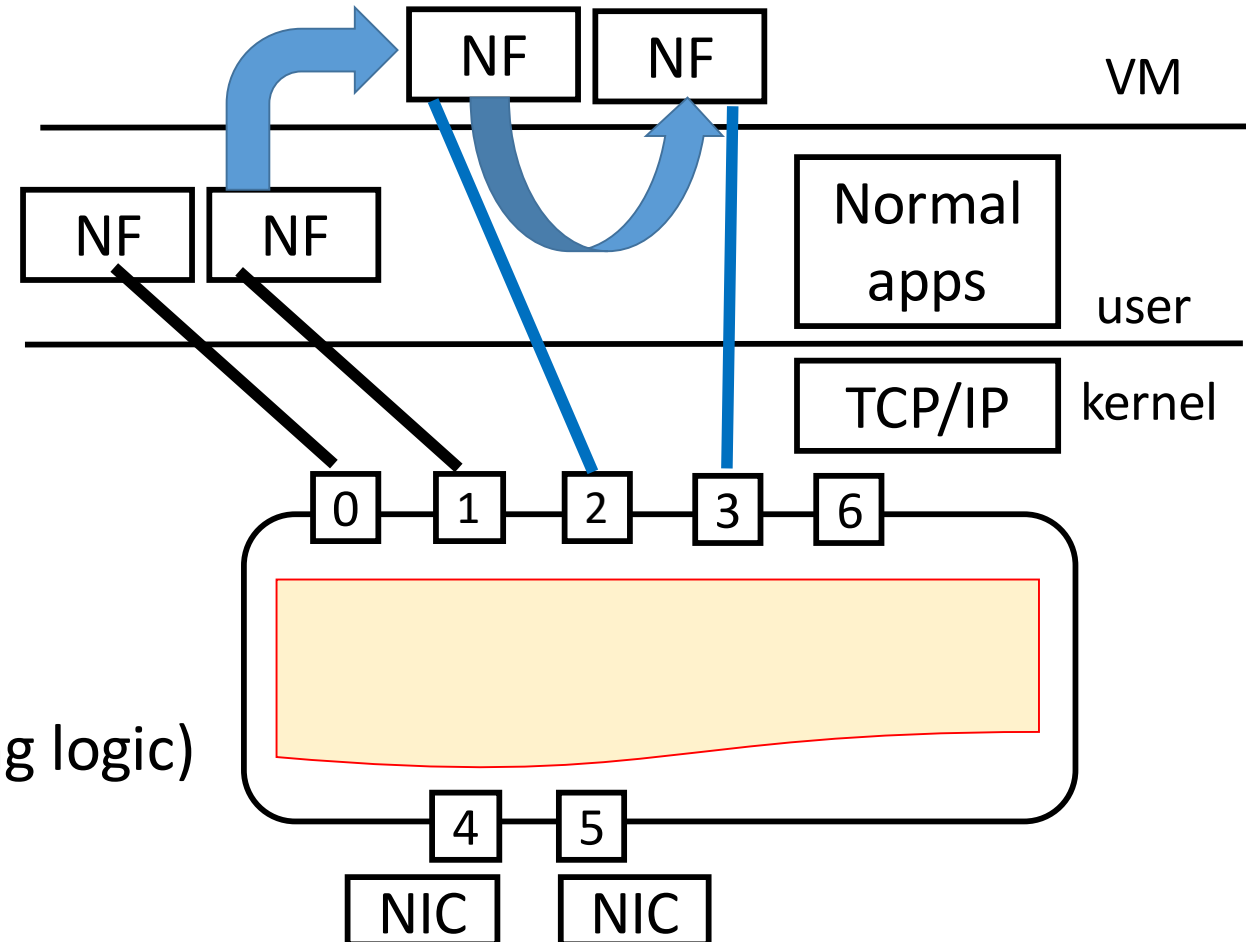 NF
NF
VM
NF
NF
Normal
apps
user
TCP/IP
kernel
0
1
2
3
6
g logic)
4
5
NIC
NIC